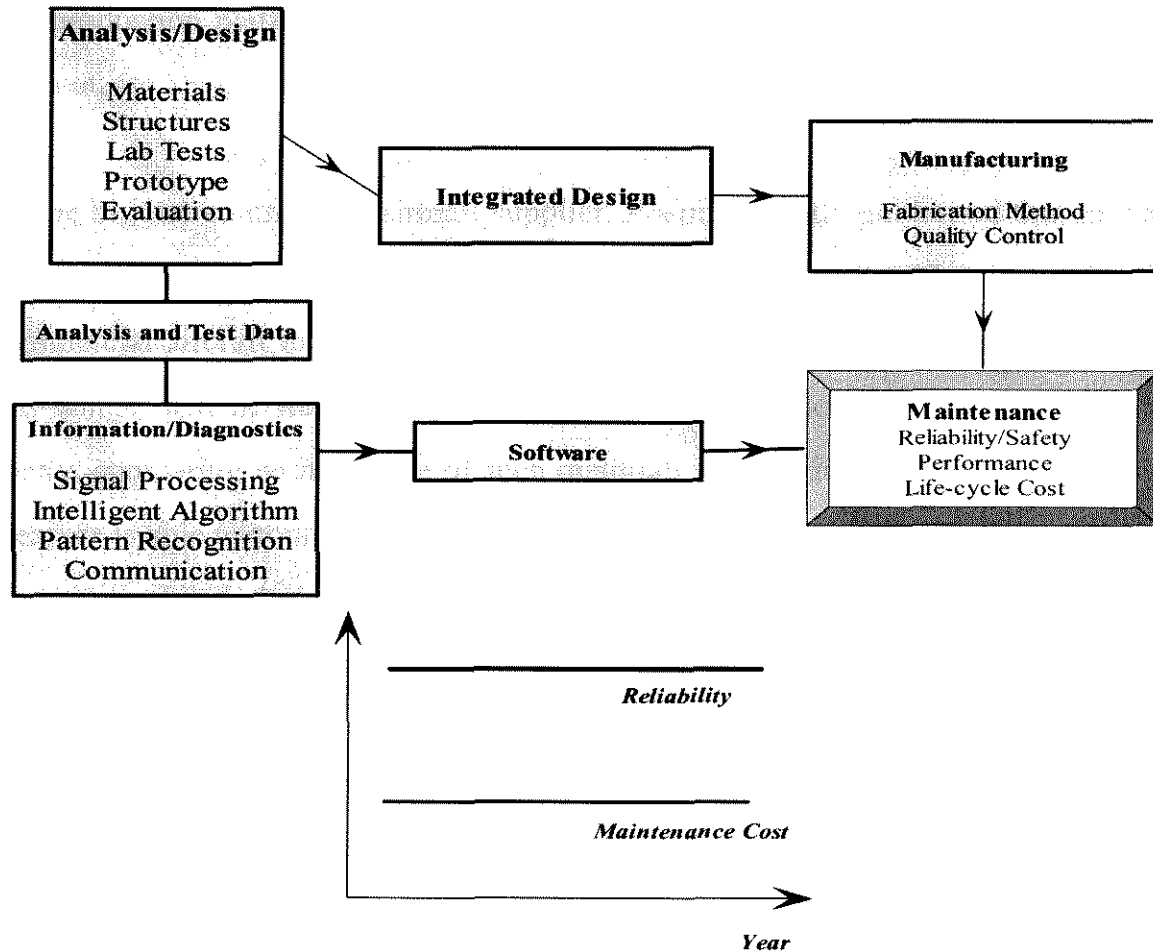 Analysis/Design
Materials
Structures
Lab Tests
Prototype
Evaluation
Integrated Design
Manufacturing
Fabrication Method
Quality Control
Analysis and Test Data
Information/Diagnostics
Signal Processing
Intelligent Algorithm
Pattern Recognition
Communication
Software
Maintenance
Reliability/Safety
Performance
Life-cycle Cost
Reliability
Maintenance Cost
Year